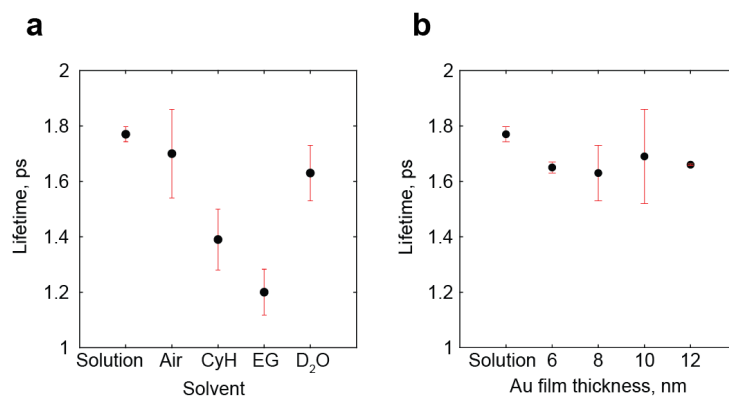 a
b
2
1.8
1.6
1.4
1.2
1
Lifetime, ps
Solution Air CyH EG D₂O
Solvent
2
1.8
1.6
1.4
1.2
1
Lifetime, ps
Solution 6 8 10 12
Au film thickness, nm